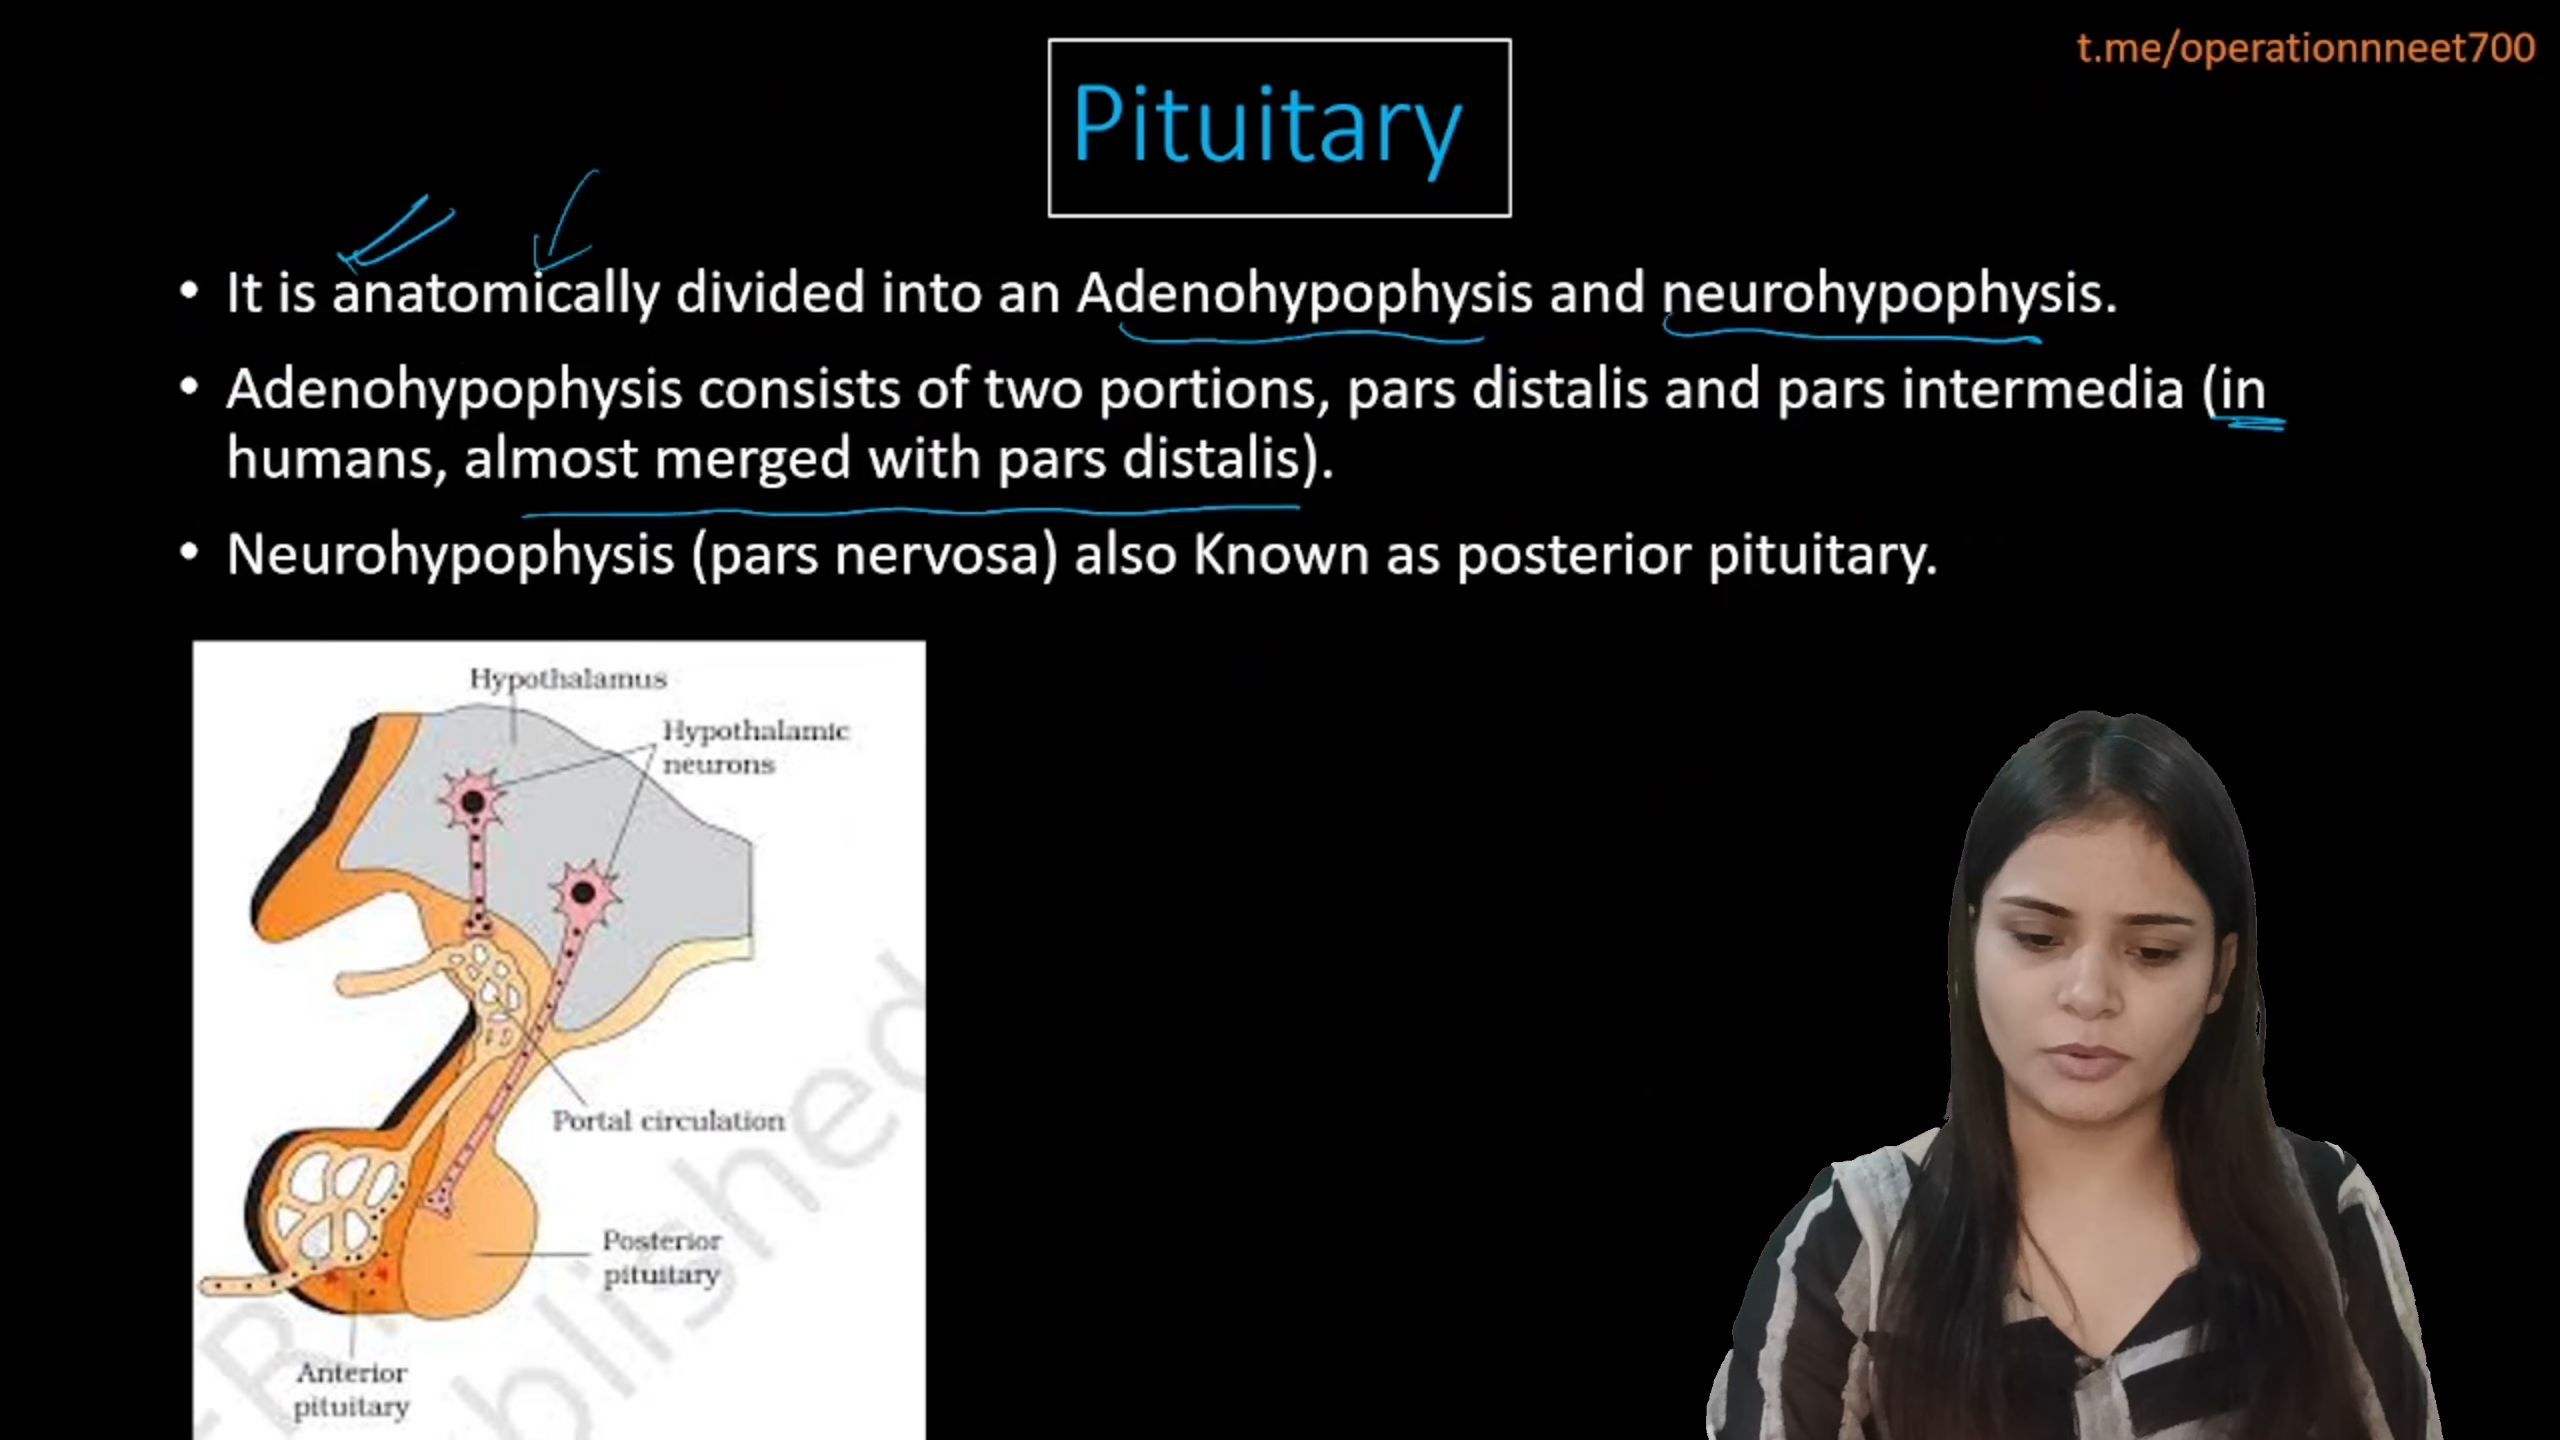 t.me/operationnneet700
Pituitary
• It is anatomically divided into an Adenohypophysis and neurohypophysis.
• Adenohypophysis consists of two portions, pars distalis and pars intermedia (in
humans, almost merged with pars distalis).
• Neurohypophysis (pars nervosa) also Known as posterior pituitary.
Hypothalamus
Hypothalamic
neurons
Portal circulation
Posterior
pituitary
Anterior
pituitary
blished